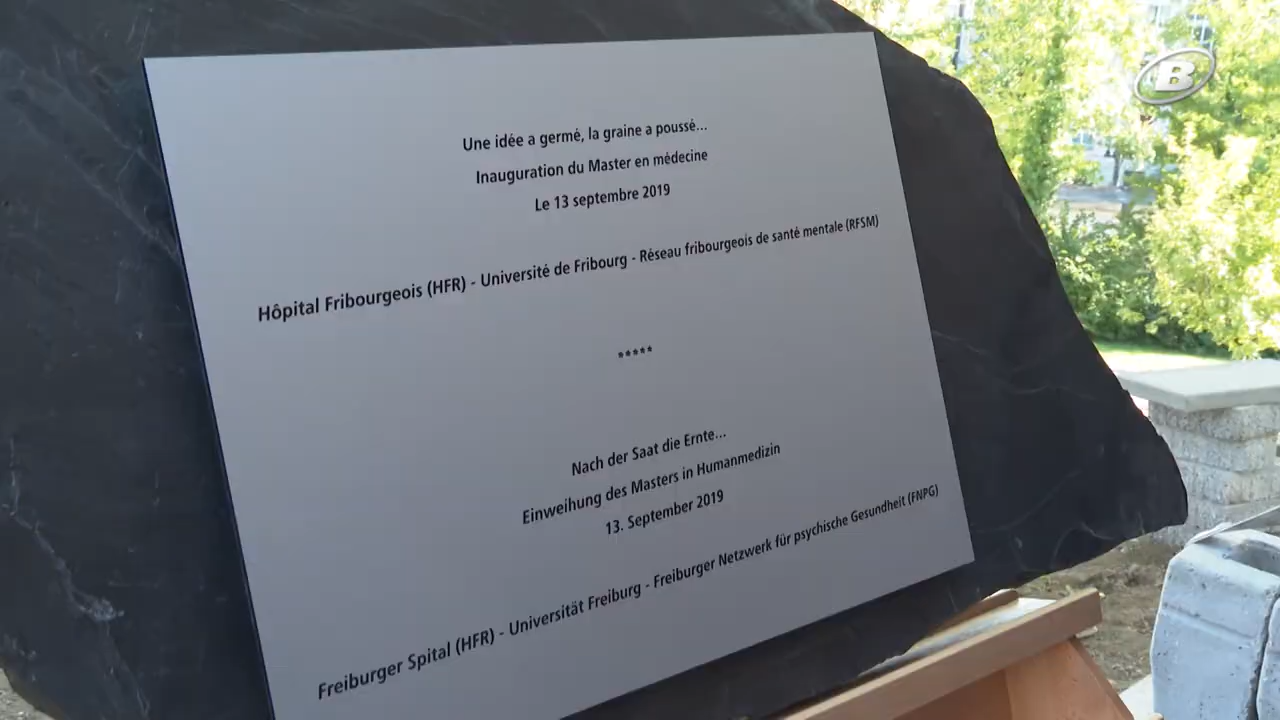 B
Une idée a germé, la graine a poussé...
Inauguration du Master en médecine
Le 13 septembre 2019
Hôpital Fribourgeois (HFR) - Université de Fribourg - Réseau fribourgeois de santé mentale (RFSM)
*****
Nach der Saat die Ernte...
Einweihung des Masters in Humanmedizin
13. September 2019
Freiburger Spital (HFR) - Universität Freiburg - Freiburger Netzwerk für psychische Gesundheit (FNPG)